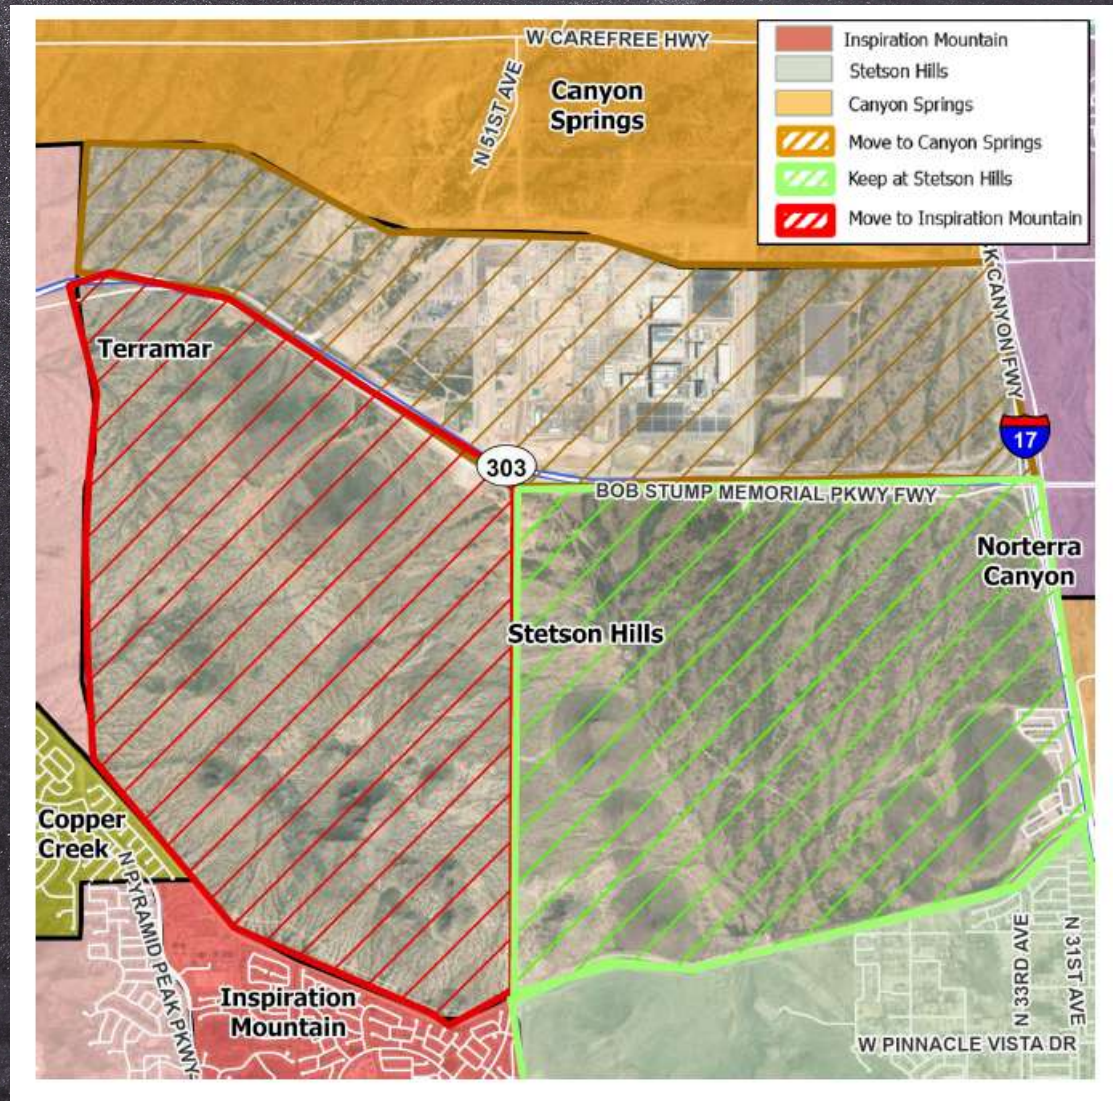 W CAREFREE HWY
N 51ST AVE
Canyon
Springs
Inspiration Mountain
Stetson Hills
Canyon Springs
Move to Canyon Springs
Keep at Stetson Hills
Move to Inspiration Mountain
K CANYON FWY
Terramar
17
303
BOB STUMP MEMORIAL PKWY FWY
Norterra
Canyon
Stetson Hills
Copper
Creek
N PYRAMID PEAK PKWY
Inspiration
Mountain
N 33RD AVE
N 31ST AVE
W PINNACLE VISTA DR